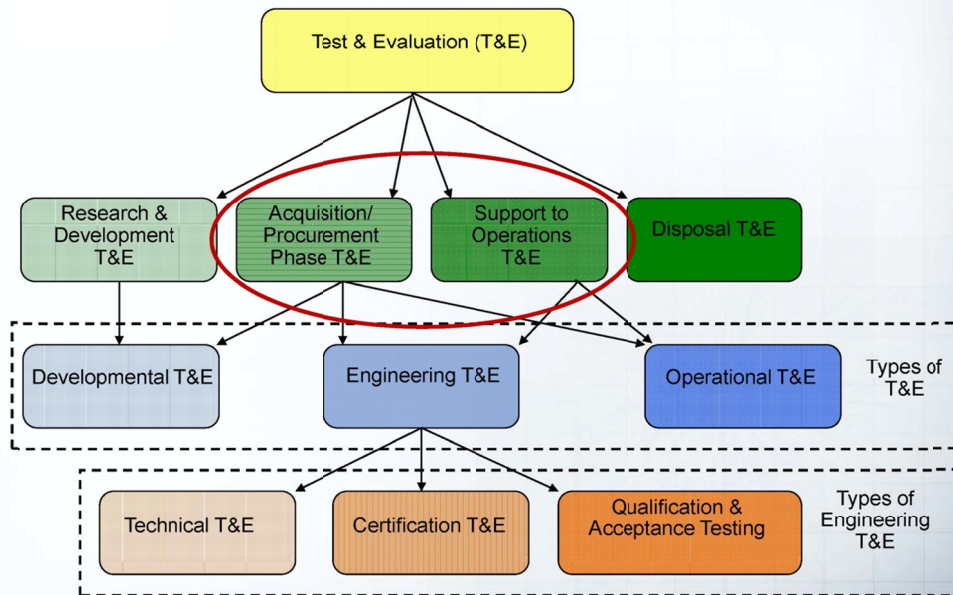 Test & Evaluation (T&E)
Research &
Development
T&E
Acquisition/
Procurement
Phase T&E
Support to
Operations
T&E
Disposal T&E
Developmental T&E
Engineering T&E
Operational T&E
Types of
T&E
Technical T&E
Certification T&E
Qualification &
Acceptance Testing
Types of
Engineering
T&E